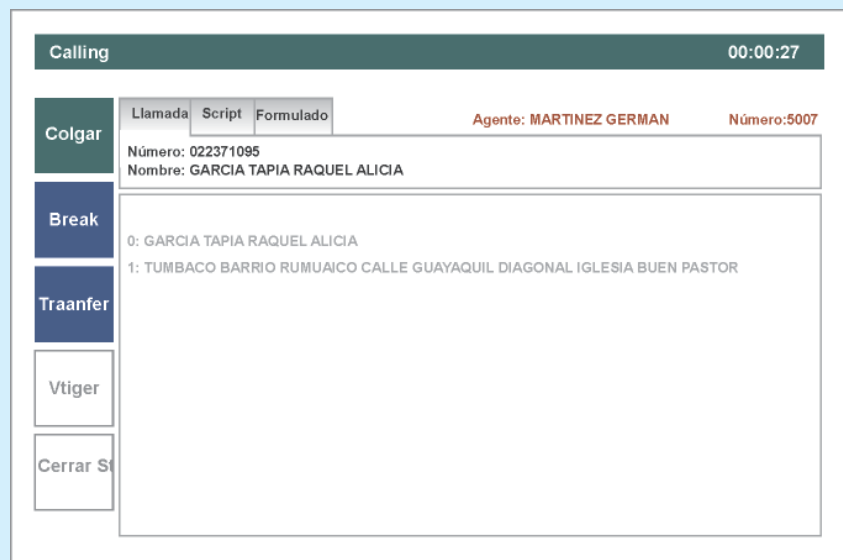 Calling 00:00:27
Colgar
Llamada Script Formulado
Agente: MARTINEZ GERMAN Número:5007
Número: 022371095
Nombre: GARCIA TAPIA RAQUEL ALICIA
Break
0: GARCIA TAPIA RAQUEL ALICIA
1: TUMBACO BARRIO RUMUAICO CALLE GUAYAQUIL DIAGONAL IGLESIA BUEN PASTOR
Traanfer
Vtiger
Cerrar